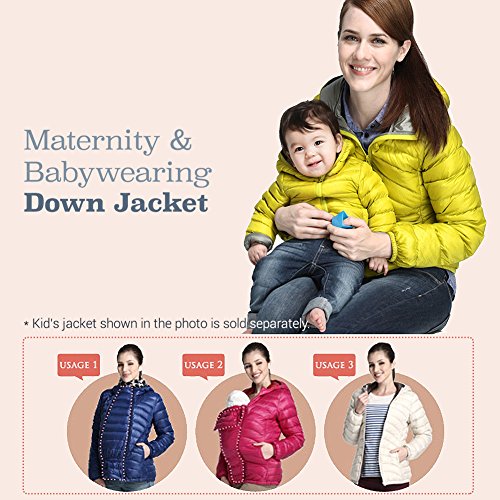 Maternity &
Babywearing
Down Jacket
* Kid's jacket shown in the photo is sold separately.
USAGE 1
USAGE 2
USAGE 3